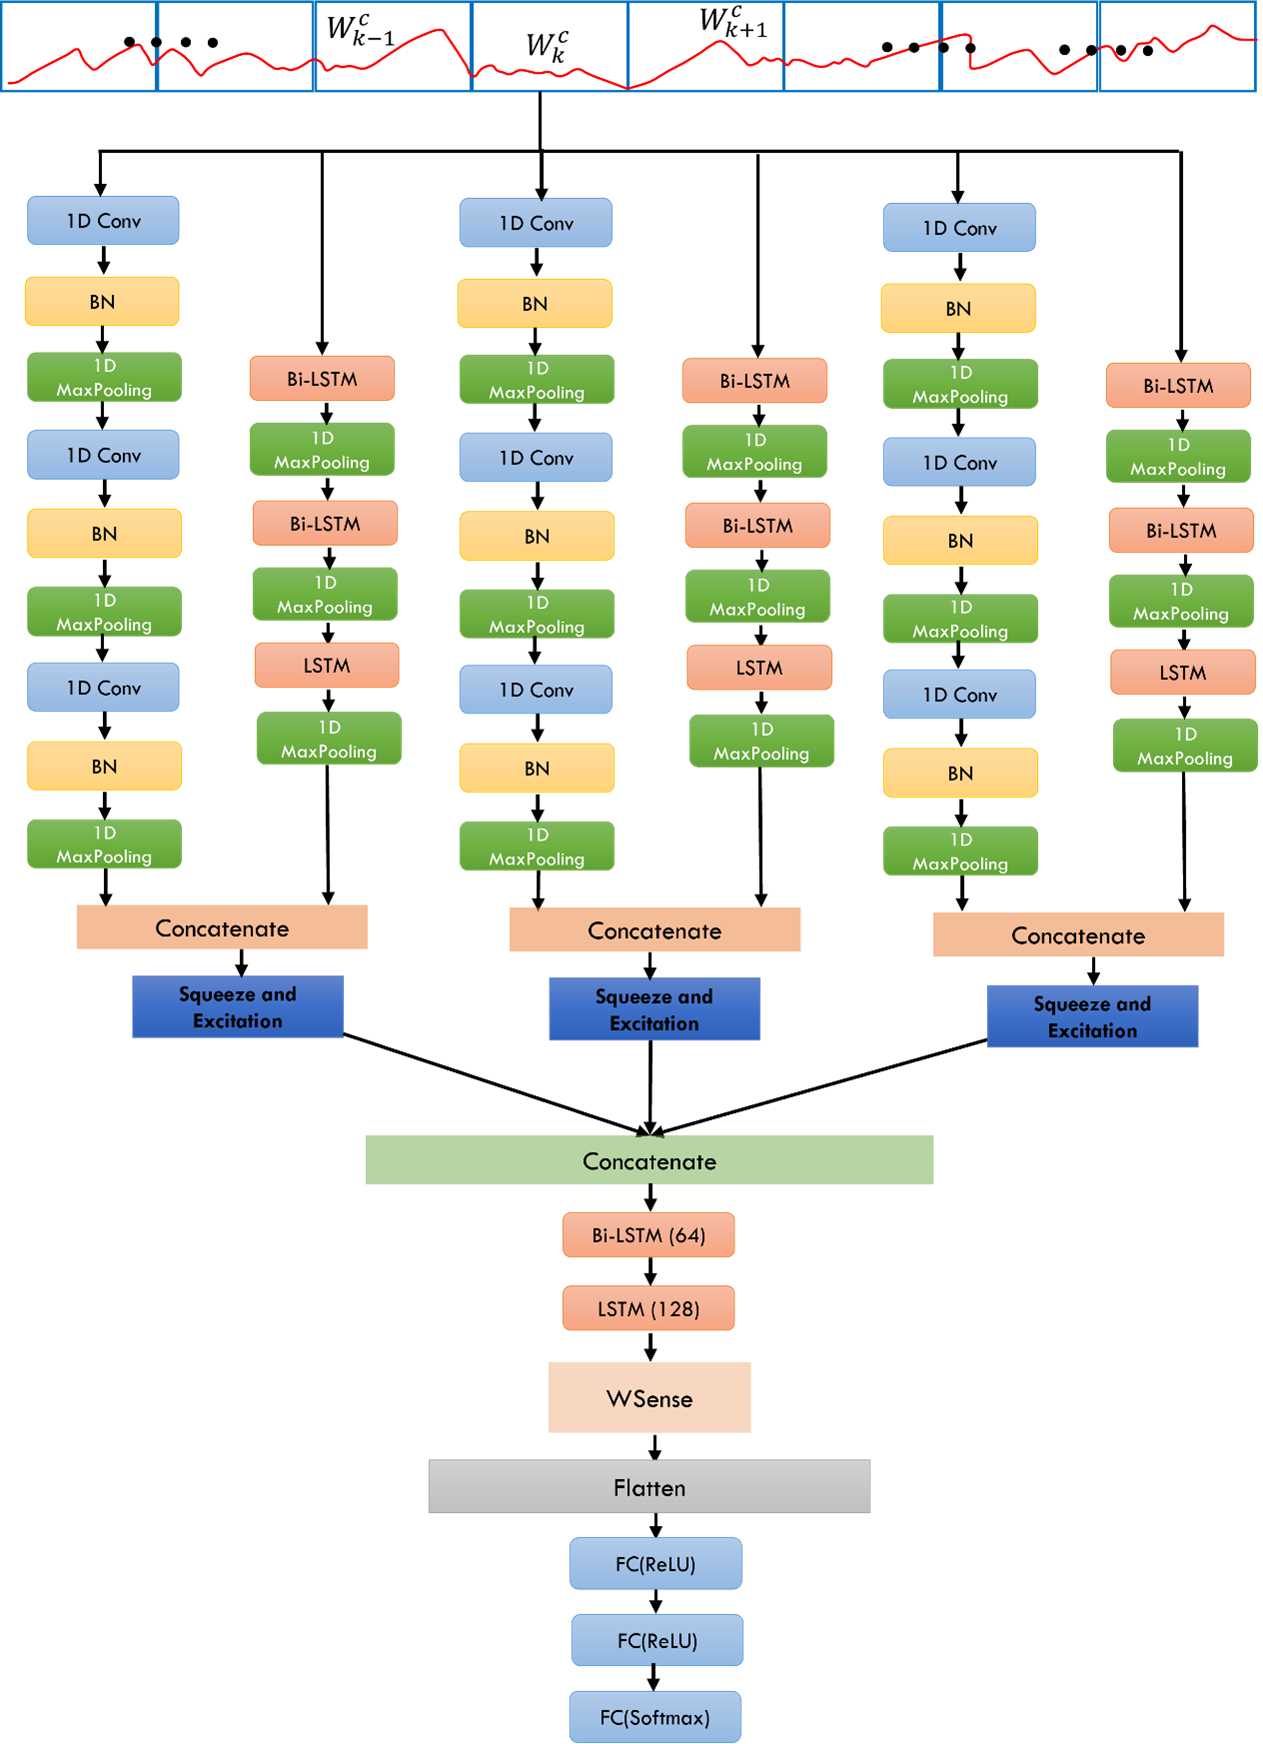 W^c_{k-1}
W^c_k
W^c_{k+1}
1D Conv
BN
1D
MaxPooling
1D Conv
BN
1D
MaxPooling
1D Conv
BN
1D
MaxPooling
Bi-LSTM
1D
MaxPooling
Bi-LSTM
1D
MaxPooling
LSTM
1D
MaxPooling
Concatenate
Squeeze and
Excitation
1D Conv
BN
1D
MaxPooling
1D Conv
BN
1D
MaxPooling
1D Conv
BN
1D
MaxPooling
Bi-LSTM
1D
MaxPooling
Bi-LSTM
1D
MaxPooling
LSTM
1D
MaxPooling
Concatenate
Squeeze and
Excitation
1D Conv
BN
1D
MaxPooling
1D Conv
BN
1D
MaxPooling
1D Conv
BN
1D
MaxPooling
Bi-LSTM
1D
MaxPooling
Bi-LSTM
1D
MaxPooling
LSTM
1D
MaxPooling
Concatenate
Squeeze and
Excitation
Concatenate
Bi-LSTM (64)
LSTM (128)
WSense
Flatten
FC(ReLU)
FC(ReLU)
FC(Softmax)